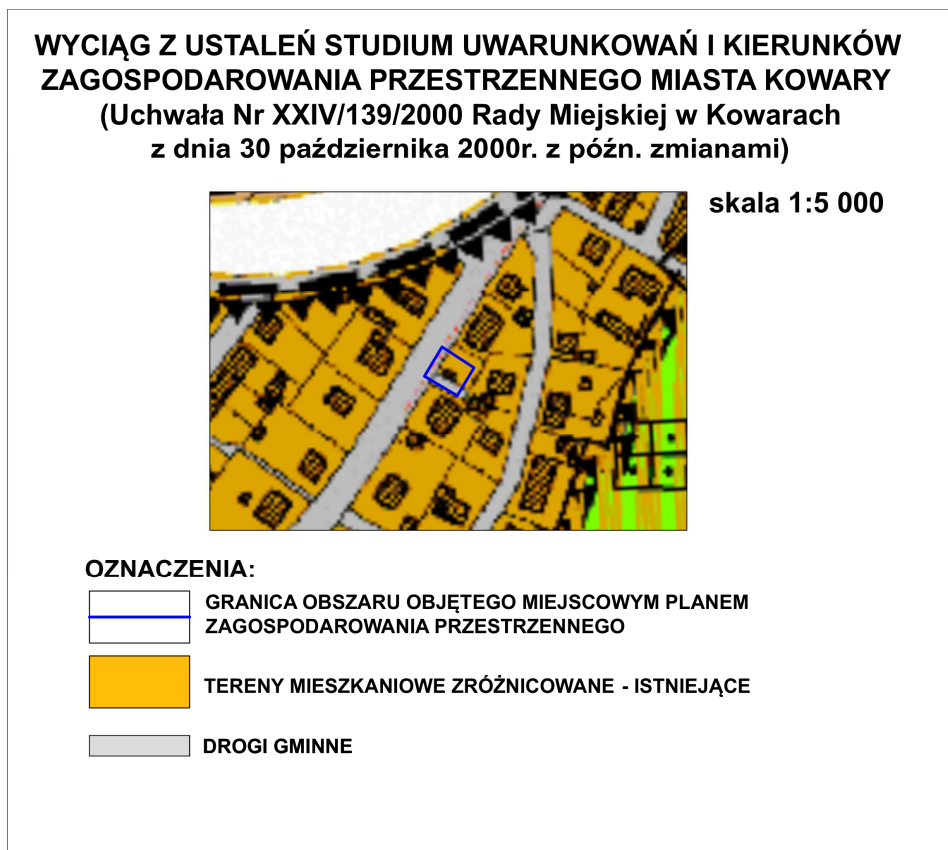 WYCIĄG Z USTALEŃ STUDIUM UWARUNKOWAŃ I KIERUNKÓW
ZAGOSPODAROWANIA PRZESTRZENNEGO MIASTA KOWARY
(Uchwała Nr XXIV/139/2000 Rady Miejskiej w Kowarach
z dnia 30 października 2000r. z późn. zmianami)
skala 1:5 000
OZNACZENIA:
GRANICA OBSZARU OBJĘTEGO MIEJSCOWYM PLANEM
ZAGOSPODAROWANIA PRZESTRZENNEGO
TERENY MIESZKANIOWE ZRÓŻNICOWANE - ISTNIEJĄCE
DROGI GMINNE